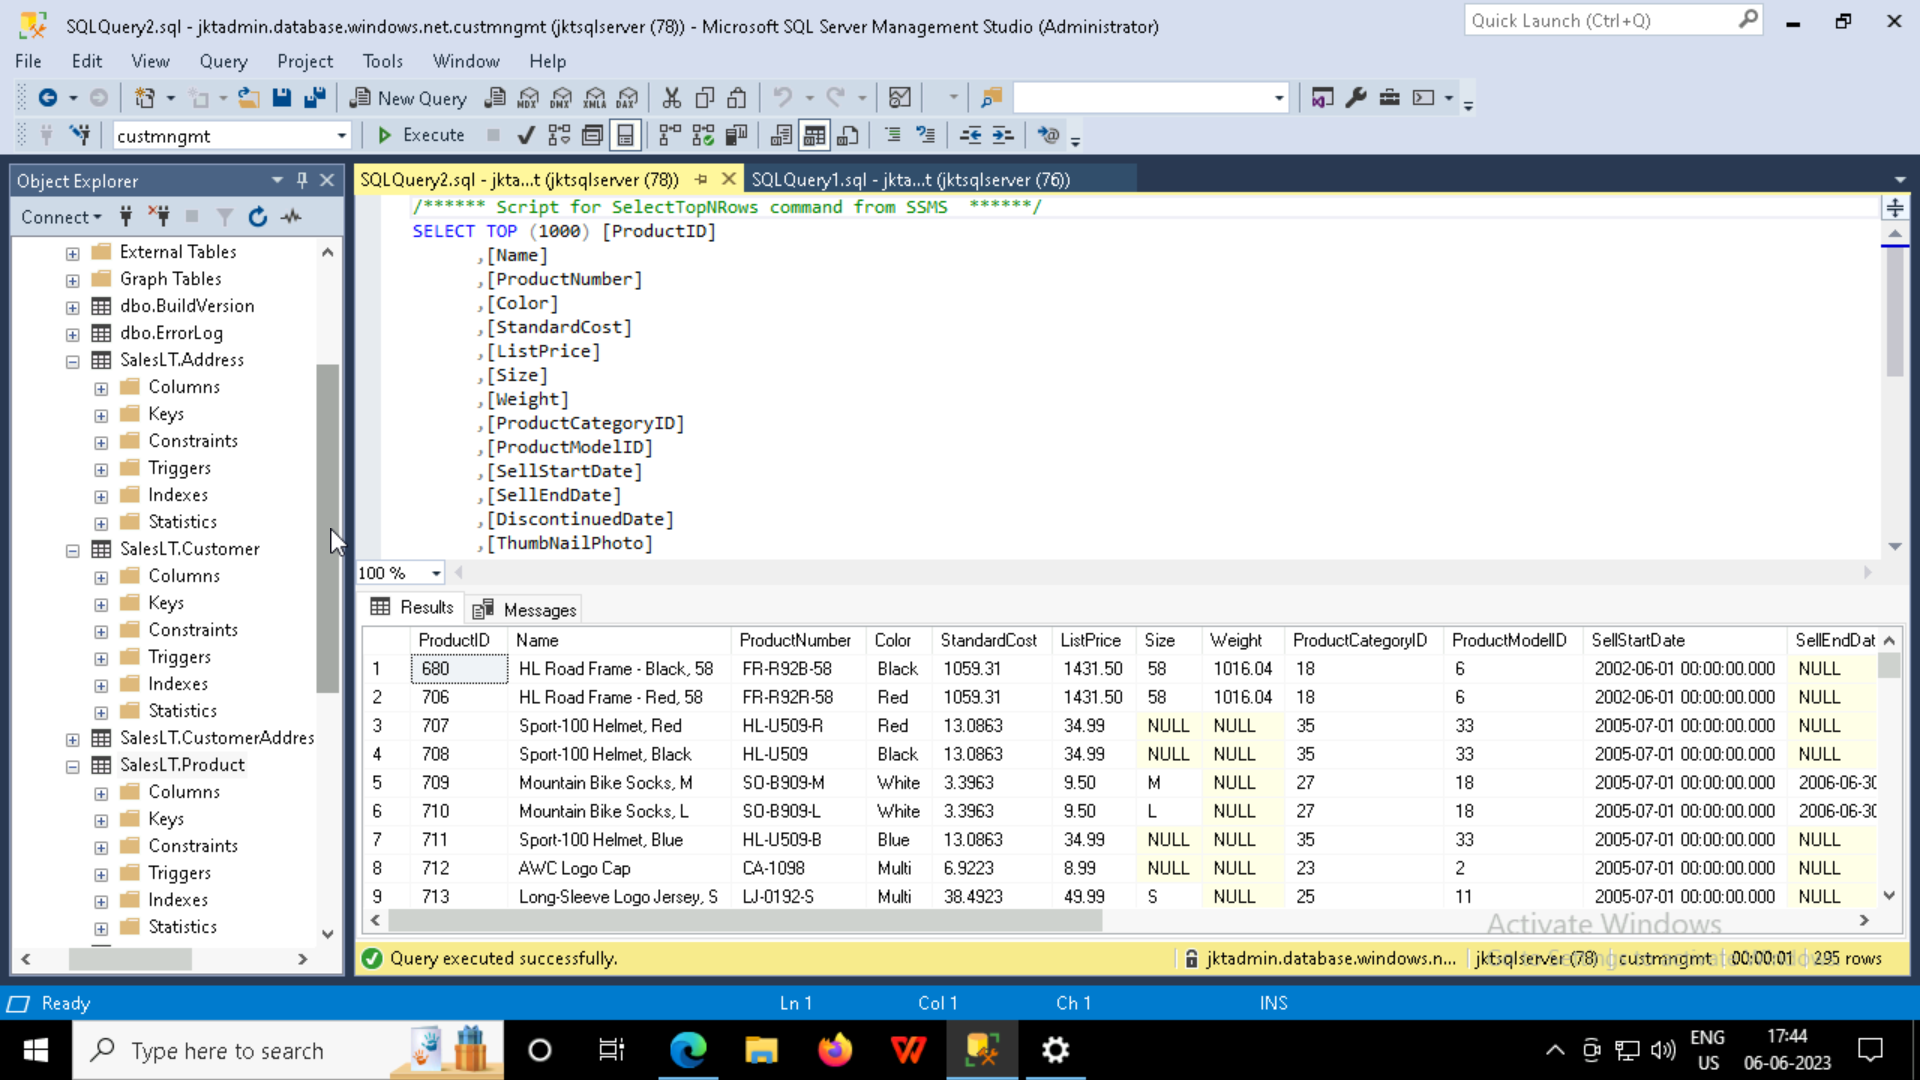 SQLQuery2.sql - jktadmin.database.windows.net.custmngmt (jktsqlserver (78)) - Microsoft SQL Server Management Studio (Administrator)
Quick Launch (Ctrl+Q)
File Edit View Query Project Tools Window Help
New Query MDX DMX XMLA DAX
custmngmt Execute
Object Explorer
SQLQuery2.sql - jkta...t (jktsqlserver (78)) SQLQuery1.sql - jkta...t (jktsqlserver (76))
Connect
External Tables
Graph Tables
dbo.BuildVersion
dbo.ErrorLog
SalesLT.Address
Columns
Keys
Constraints
Triggers
Indexes
Statistics
SalesLT.Customer
Columns
Keys
Constraints
Triggers
Indexes
Statistics
SalesLT.CustomerAddres
SalesLT.Product
Columns
Keys
Constraints
Triggers
Indexes
Statistics
/****** Script for SelectTopNRows command from SSMS ******/
SELECT TOP (1000) [ProductID]
,[Name]
,[ProductNumber]
,[Color]
,[StandardCost]
,[ListPrice]
,[Size]
,[Weight]
,[ProductCategoryID]
,[ProductModelID]
,[SellStartDate]
,[SellEndDate]
,[DiscontinuedDate]
,[ThumbNailPhoto]
100 %
Results Messages
ProductID Name ProductNumber Color StandardCost ListPrice Size Weight ProductCategoryID ProductModelID SellStartDate SellEndDat
1 680 HL Road Frame - Black, 58 FR-R92B-58 Black 1059.31 1431.50 58 1016.04 18 6 2002-06-01 00:00:00.000 NULL
2 706 HL Road Frame - Red, 58 FR-R92R-58 Red 1059.31 1431.50 58 1016.04 18 6 2002-06-01 00:00:00.000 NULL
3 707 Sport-100 Helmet, Red HL-U509-R Red 13.0863 34.99 NULL NULL 35 33 2005-07-01 00:00:00.000 NULL
4 708 Sport-100 Helmet, Black HL-U509 Black 13.0863 34.99 NULL NULL 35 33 2005-07-01 00:00:00.000 NULL
5 709 Mountain Bike Socks, M SO-B909-M White 3.3963 9.50 M NULL 27 18 2005-07-01 00:00:00.000 2006-06-30
6 710 Mountain Bike Socks, L SO-B909-L White 3.3963 9.50 L NULL 27 18 2005-07-01 00:00:00.000 2006-06-30
7 711 Sport-100 Helmet, Blue HL-U509-B Blue 13.0863 34.99 NULL NULL 35 33 2005-07-01 00:00:00.000 NULL
8 712 AWC Logo Cap CA-1098 Multi 6.9223 8.99 NULL NULL 23 2 2005-07-01 00:00:00.000 NULL
9 713 Long-Sleeve Logo Jersey, S LJ-0192-S Multi 38.4923 49.99 S NULL 25 11 2005-07-01 00:00:00.000 NULL
Activate Windows
Query executed successfully. jktadmin.database.windows.n... jktsqlserver (78) custmngmt 00:00:01 295 rows
Ready Ln 1 Col 1 Ch 1 INS
Type here to search
ENG
US
17:44
06-06-2023